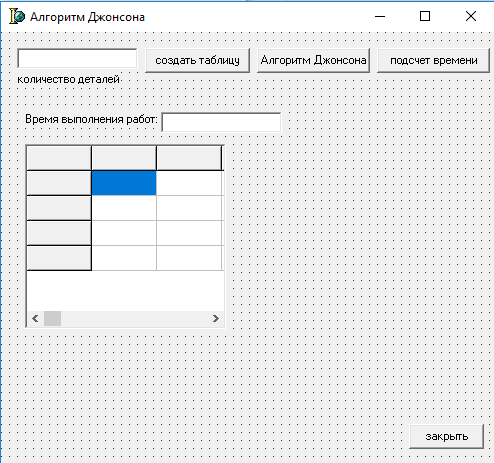 Алгоритм Джонсона
создать таблицу
Алгоритм Джонсона
подсчет времени
количество деталей
Время выполнения работ:
закрыть